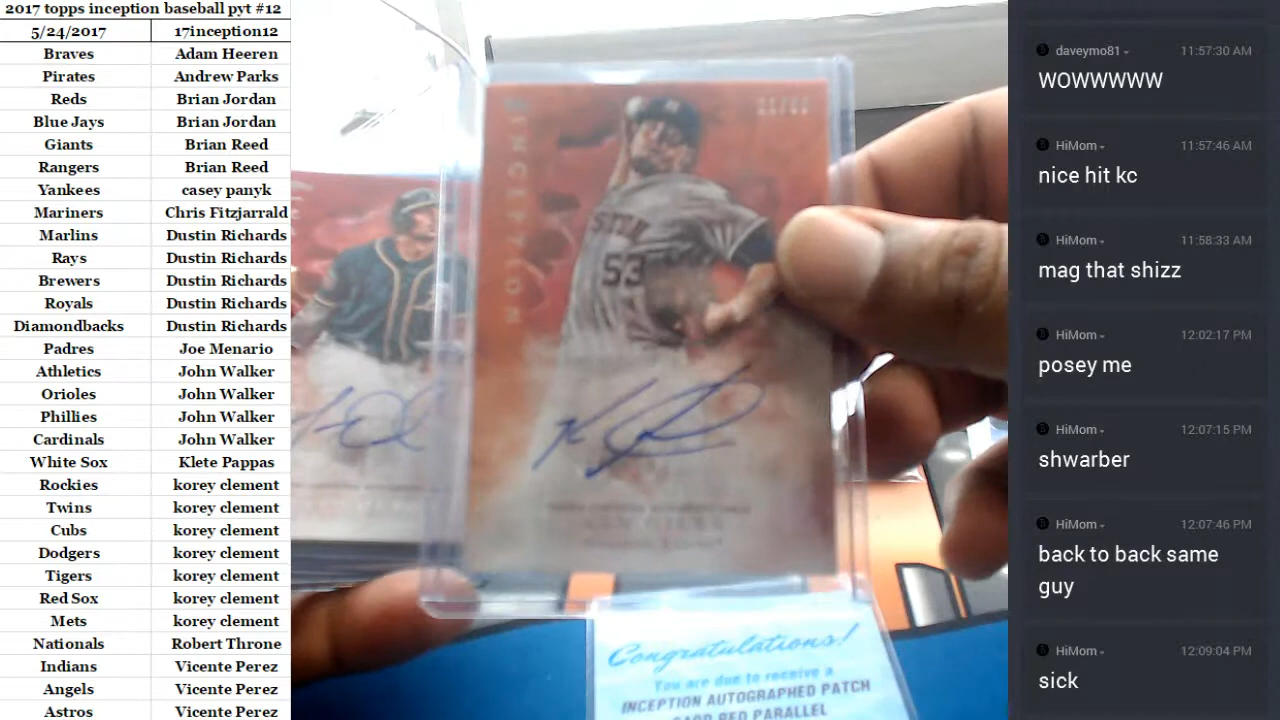 2017 topps inception baseball pyt #12
5/24/2017 17inception12
Braves Adam Heeren
Pirates Andrew Parks
Reds Brian Jordan
Blue Jays Brian Jordan
Giants Brian Reed
Rangers Brian Reed
Yankees casey panyk
Mariners Chris Fitzjarrald
Marlins Dustin Richards
Rays Dustin Richards
Brewers Dustin Richards
Royals Dustin Richards
Diamondbacks Dustin Richards
Padres Joe Menario
Athletics John Walker
Orioles John Walker
Phillies John Walker
Cardinals John Walker
White Sox Klete Pappas
Rockies korey clement
Twins korey clement
Cubs korey clement
Dodgers korey clement
Tigers korey clement
Red Sox korey clement
Mets korey clement
Nationals Robert Throne
Indians Vicente Perez
Angels Vicente Perez
Astros Vicente Perez
INCEPTION
STON
53
Congratulations!
You are due to receive a
INCEPTION AUTOGRAPHED PATCH
CARD RED PARALLEL
daveymo81 11:57:30 AM
WOWWWWW
HiMom 11:57:46 AM
nice hit kc
HiMom 11:58:33 AM
mag that shizz
HiMom 12:02:17 PM
posey me
HiMom 12:07:15 PM
shwarber
HiMom 12:07:46 PM
back to back same
guy
HiMom 12:09:04 PM
sick